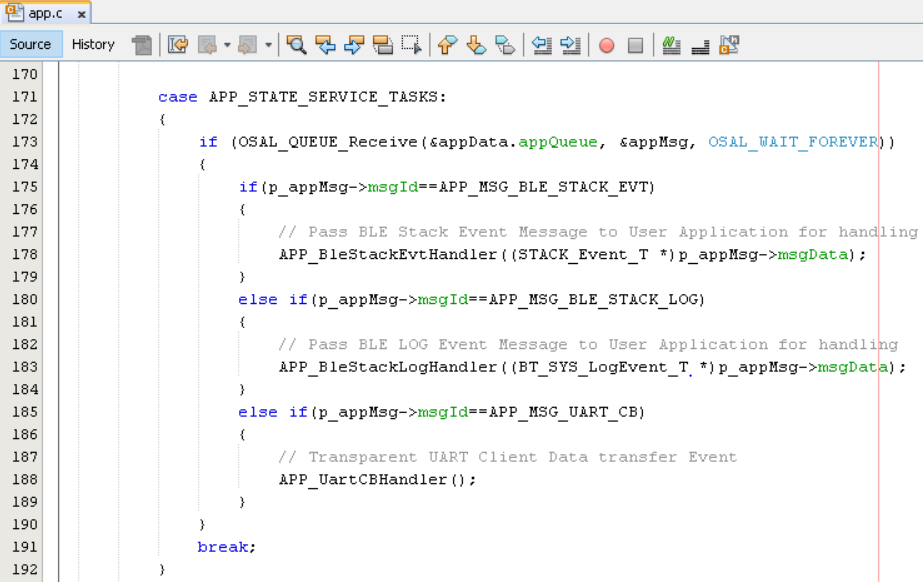 app.c x
Source History
170
171 case APP_STATE_SERVICE_TASKS:
172 {
173 if (OSAL_QUEUE_Receive(&appData.appQueue, &appMsg, OSAL_WAIT_FOREVER))
174 {
175 if(p_appMsg->msgId==APP_MSG_BLE_STACK_EVT)
176 {
177 // Pass BLE Stack Event Message to User Application for handling
178 APP_BleStackEvtHandler((STACK_Event_T *)p_appMsg->msgData);
179 }
180 else if(p_appMsg->msgId==APP_MSG_BLE_STACK_LOG)
181 {
182 // Pass BLE LOG Event Message to User Application for handling
183 APP_BleStackLogHandler((BT_SYS_LogEvent_T *)p_appMsg->msgData);
184 }
185 else if(p_appMsg->msgId==APP_MSG_UART_CB)
186 {
187 // Transparent UART Client Data transfer Event
188 APP_UartCBHandler();
189 }
190 }
191 break;
192 }